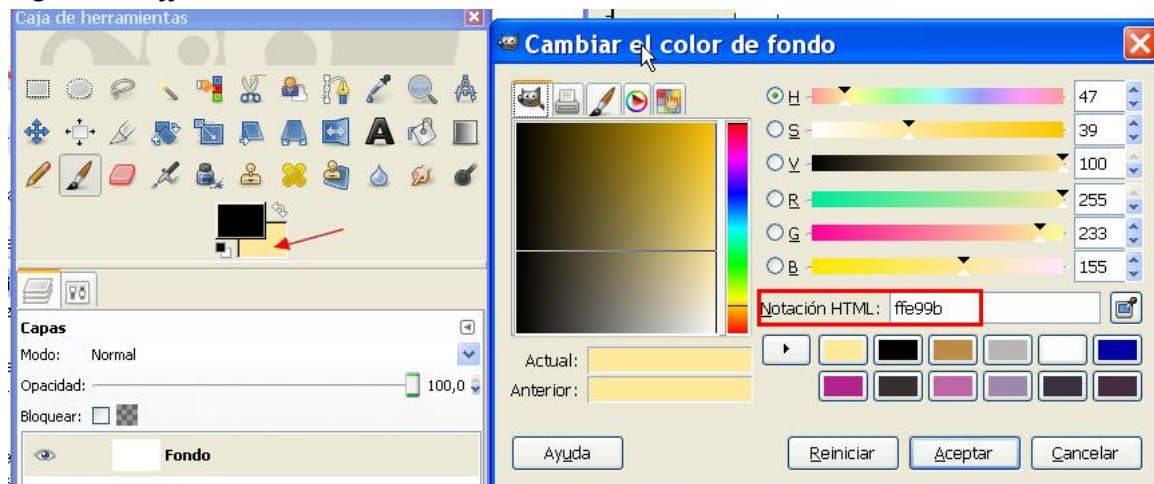 Caja de herramientas
Capas
Modo: Normal
Opacidad: 100,0
Bloquear:
Fondo
Cambiar el color de fondo
H 47
S 39
V 100
R 255
G 233
B 155
Notación HTML: ffe99b
Actual:
Anterior:
Ayuda
Reiniciar
Aceptar
Cancelar